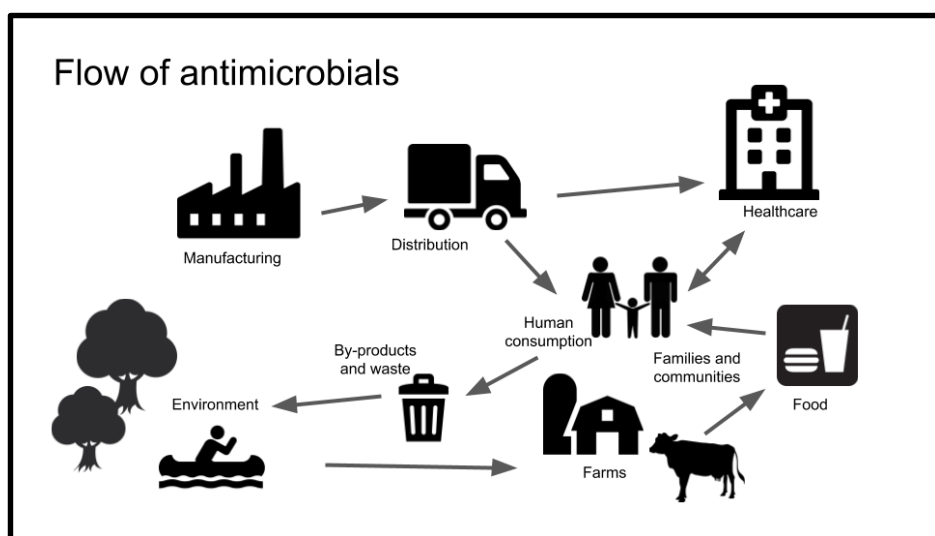 Flow of antimicrobials
Manufacturing
Distribution
Healthcare
Human
consumption
Families and
communities
Food
By-products
and waste
Environment
Farms